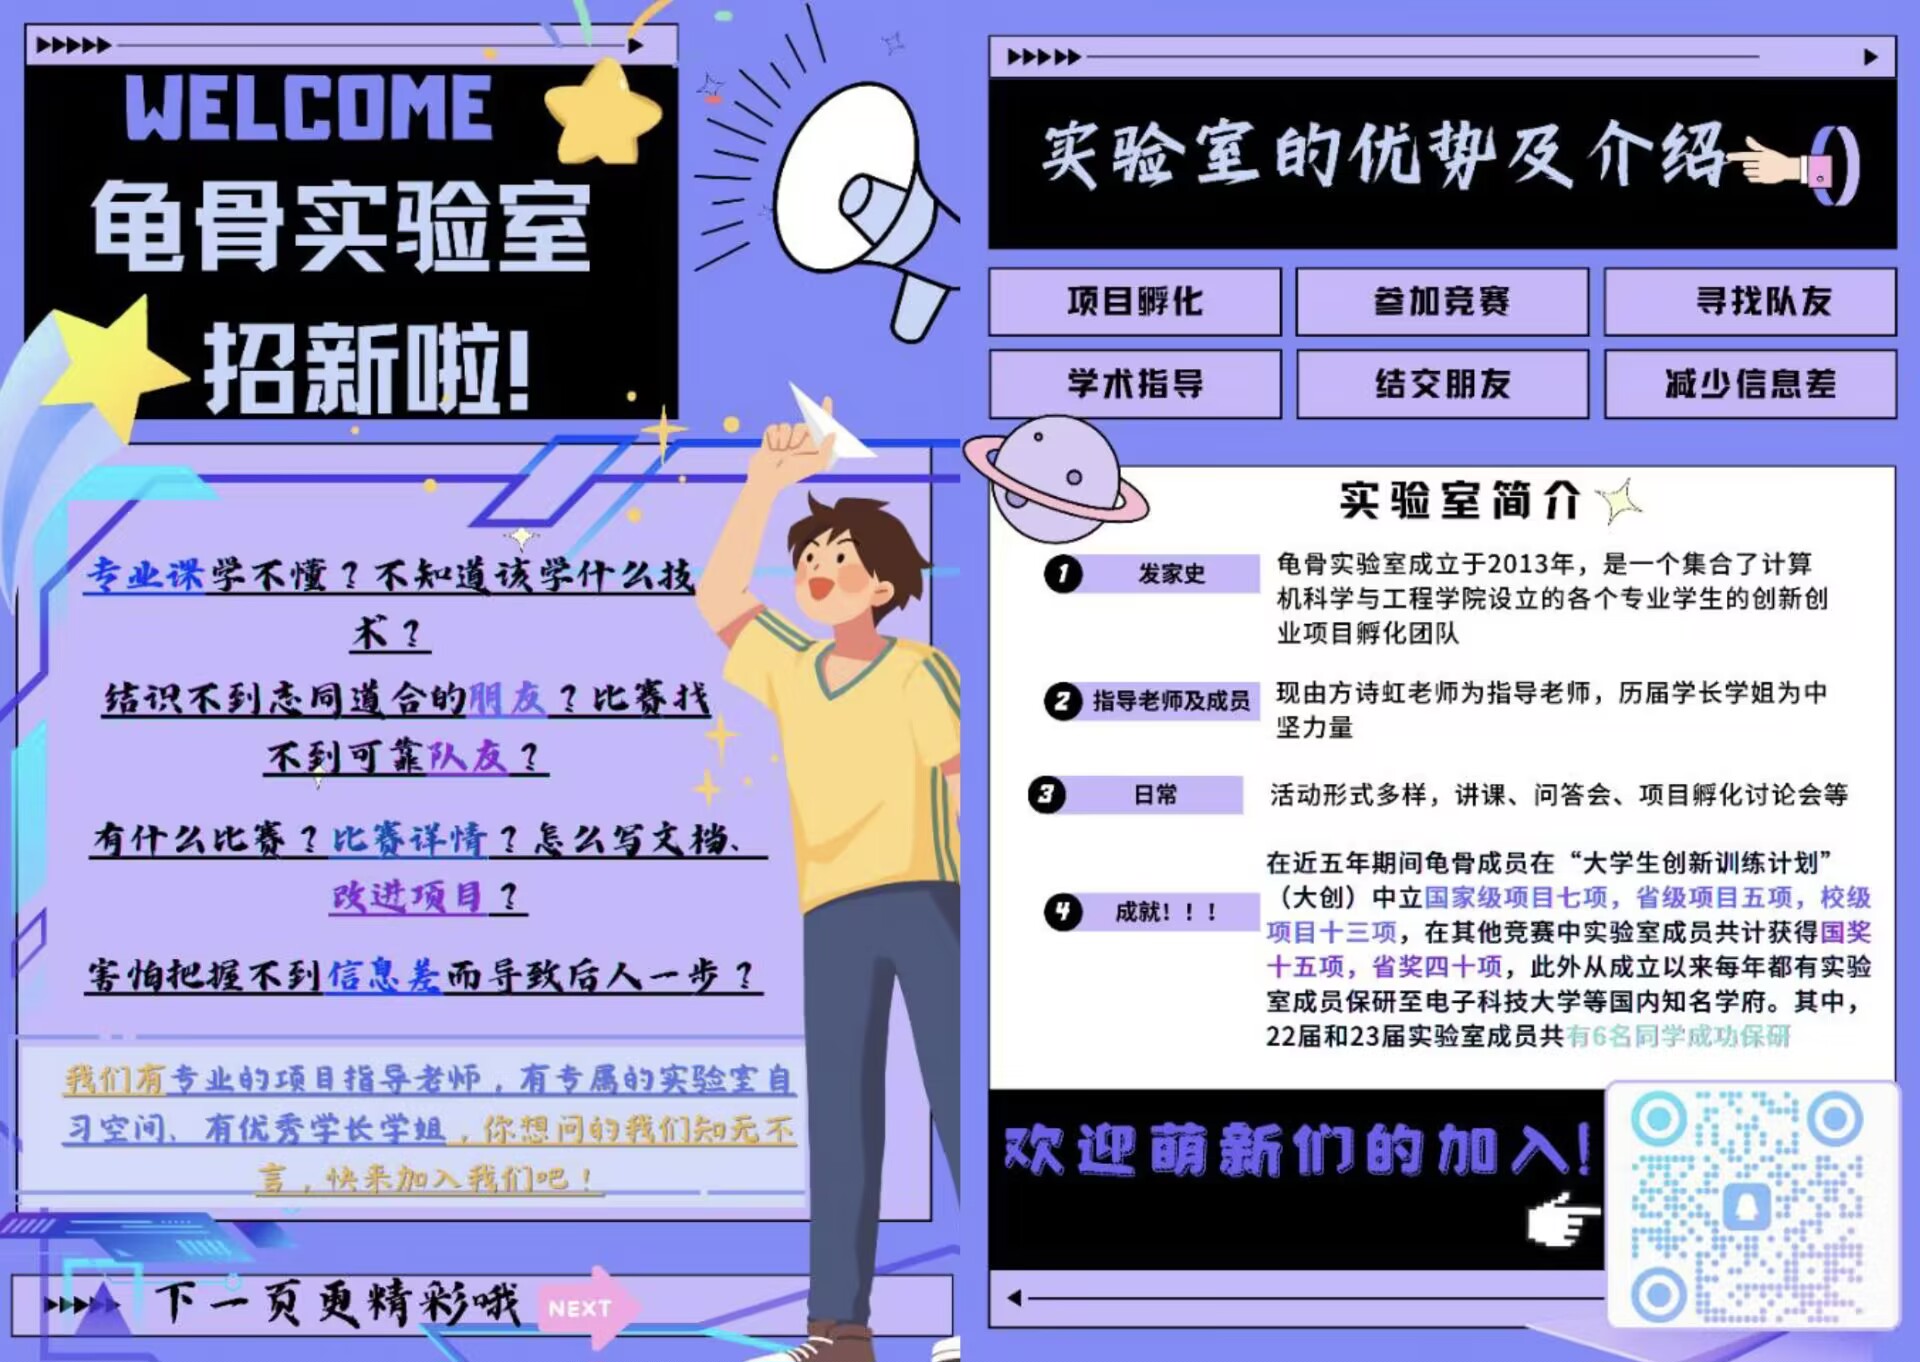 WELCOME
龟骨实验室
招新啦!
专业课学不懂？不知道该学什么技
术？
结识不到志同道合的朋友？比赛找
不到可靠队友？
有什么比赛？比赛详情？怎么写文档、
改进项目？
害怕把握不到信息差而导致后人一步？
我们有专业的项目指导老师，有专属的实验室自
习空间、有优秀学长学姐，你想问的我们知无不
言，快来加入我们吧！
下一页更精彩哦
NEXT
实验室的优势及介绍
项目孵化
参加竞赛
寻找队友
学术指导
结交朋友
减少信息差
实验室简介
1 发家史
龟骨实验室成立于2013年，是一个集合了计算
机科学与工程学院设立的各个专业学生的创新创
业项目孵化团队
2 指导老师及成员
现由方诗虹老师为指导老师，历届学长学姐为中
坚力量
3 日常
活动形式多样，讲课、问答会、项目孵化讨论会等
4 成就！！！
在近五年期间龟骨成员在“大学生创新训练计划”
（大创）中立国家级项目七项，省级项目五项，校级
项目十三项，在其他竞赛中实验室成员共计获得国奖
十五项，省奖四十项，此外从成立以来每年都有实验
室成员保研至电子科技大学等国内知名学府。其中，
22届和23届实验室成员共有6名同学成功保研
欢迎萌新们的加入!